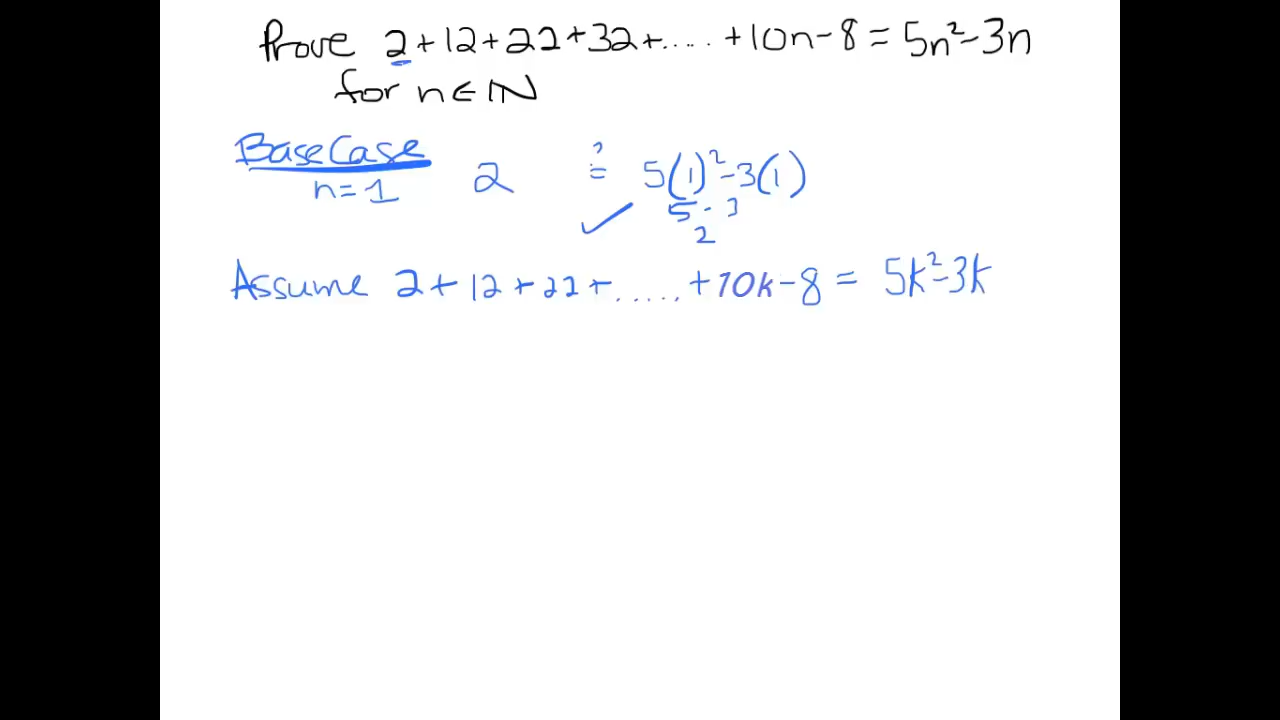 Prove 2+12+22+32+.....+10n-8=5n²-3n
for n∈ℕ
Base Case
n=1 2 ≟ 5(1)²-3(1)
✓ 5-3
2
Assume 2+12+22+.....+10k-8=5k²-3k